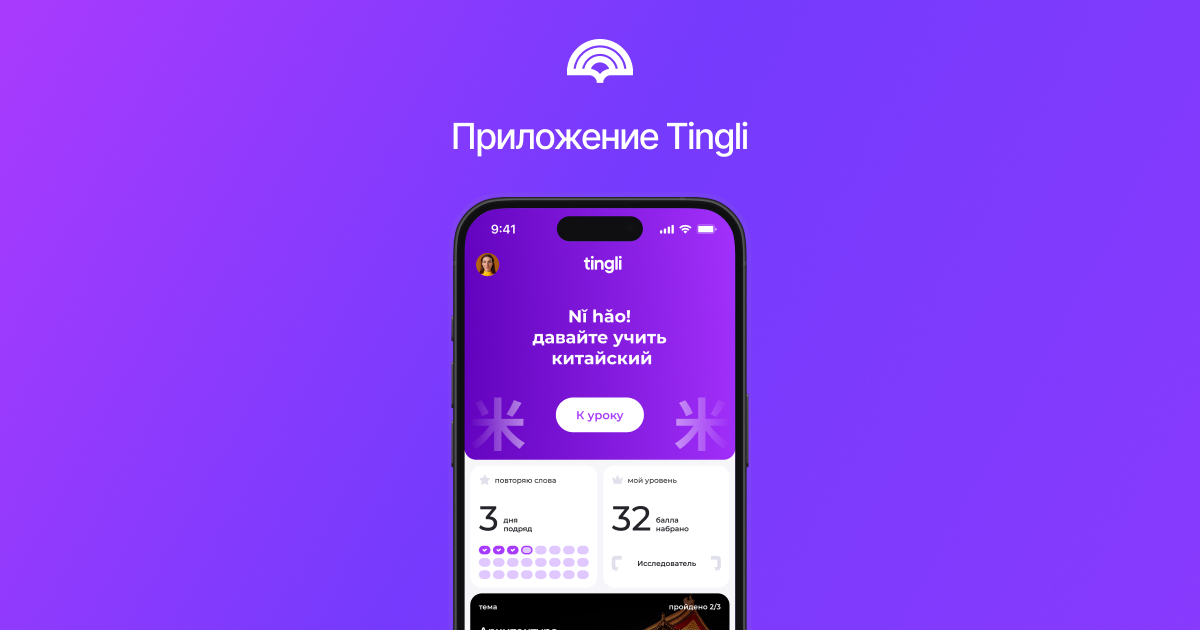 Приложение Tingli
9:41
tingli
Nǐ hǎo!
давайте учить
китайский
米
К уроку
米
повторяю слова
3 дня
подряд
мой уровень
32 балла
набрано
Исследователь
тема
пройдено 2/3